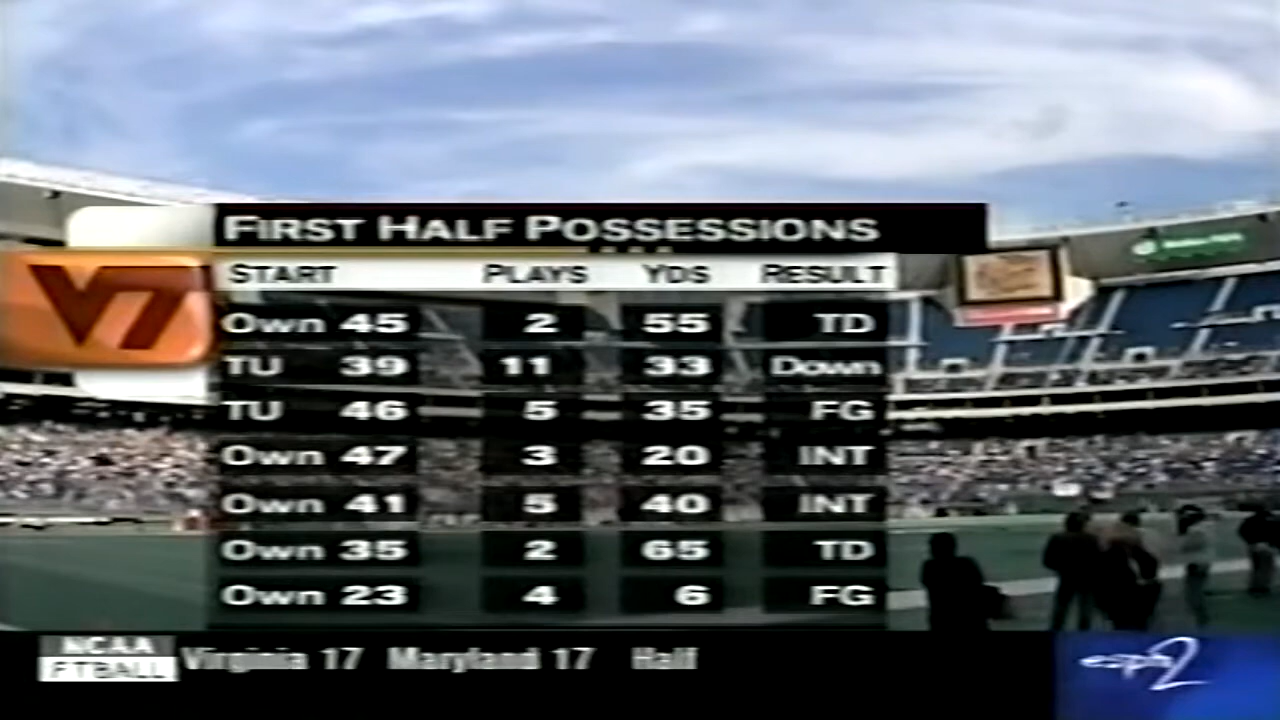 FIRST HALF POSSESSIONS
VT
START PLAYS YDS RESULT
Own 45 2 55 TD
TU 39 11 33 Down
TU 46 5 35 FG
Own 47 3 20 INT
Own 41 5 40 INT
Own 35 2 65 TD
Own 23 4 6 FG
NCAA FTBALL Virginia 17 Maryland 17 Half
espn2